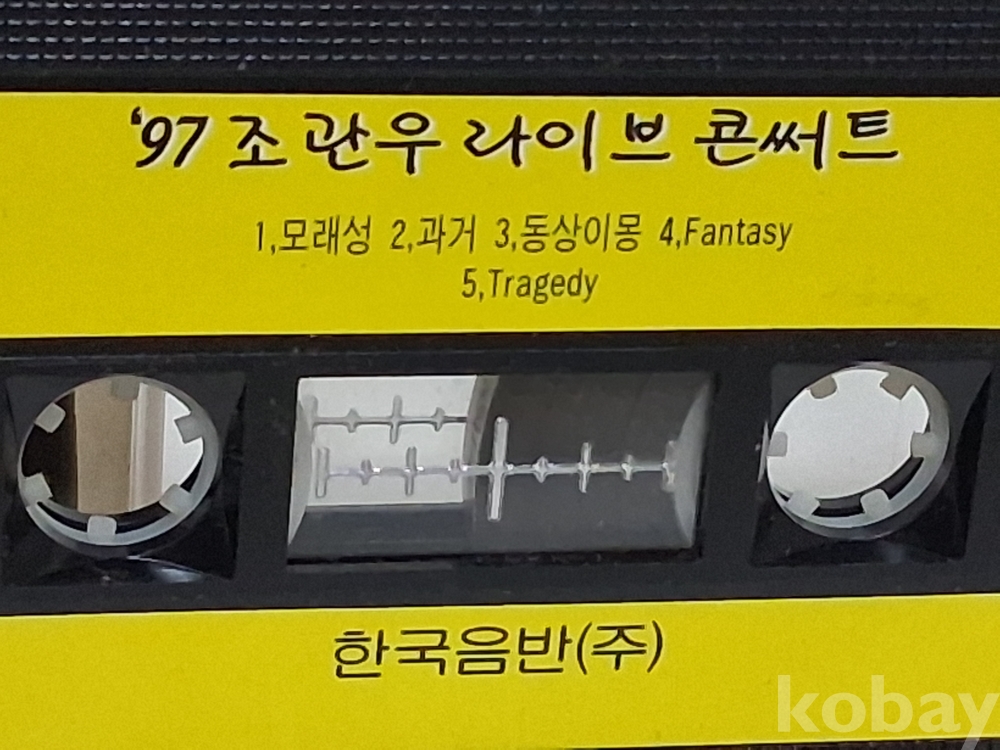 ‘97 조관우 라이브 콘써트
1,모래성 2,과거 3,동상이몽 4,Fantasy
5,Tragedy
한국음반(주)
kobay